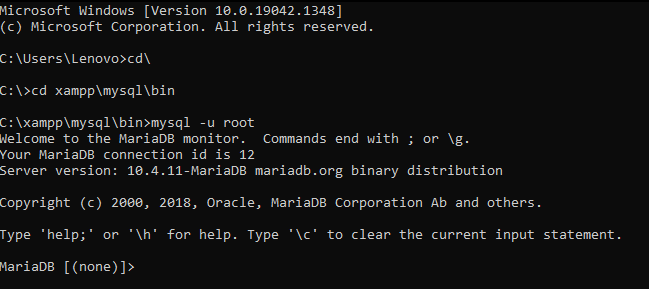 Microsoft Windows [Version 10.0.19042.1348]
(c) Microsoft Corporation. All rights reserved.
C:\Users\Lenovo>cd\
C:\>cd xampp\mysql\bin
C:\xampp\mysql\bin>mysql -u root
Welcome to the MariaDB monitor.  Commands end with ; or \g.
Your MariaDB connection id is 12
Server version: 10.4.11-MariaDB mariadb.org binary distribution
Copyright (c) 2000, 2018, Oracle, MariaDB Corporation Ab and others.
Type 'help;' or '\h' for help. Type '\c' to clear the current input statement.
MariaDB [(none)]>